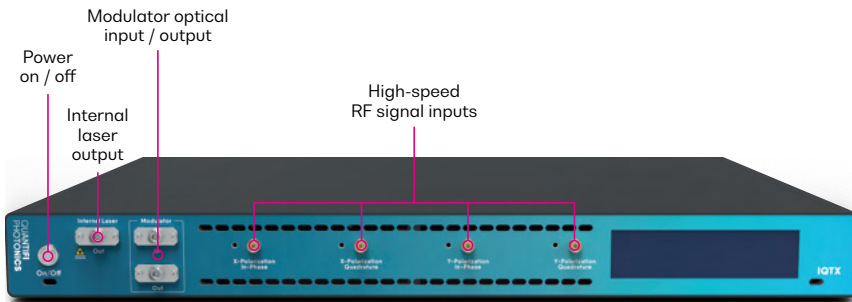 Modulator optical
input / output
Power
on / off
High-speed
RF signal inputs
Internal
laser
output
QUANTIFI
PHOTONICS
Internal Laser
Out
Modulator
Out
On/Off
X-Polarization
In-Phase
X-Polarization
Quadrature
Y-Polarization
In-Phase
Y-Polarization
Quadrature
IQTX